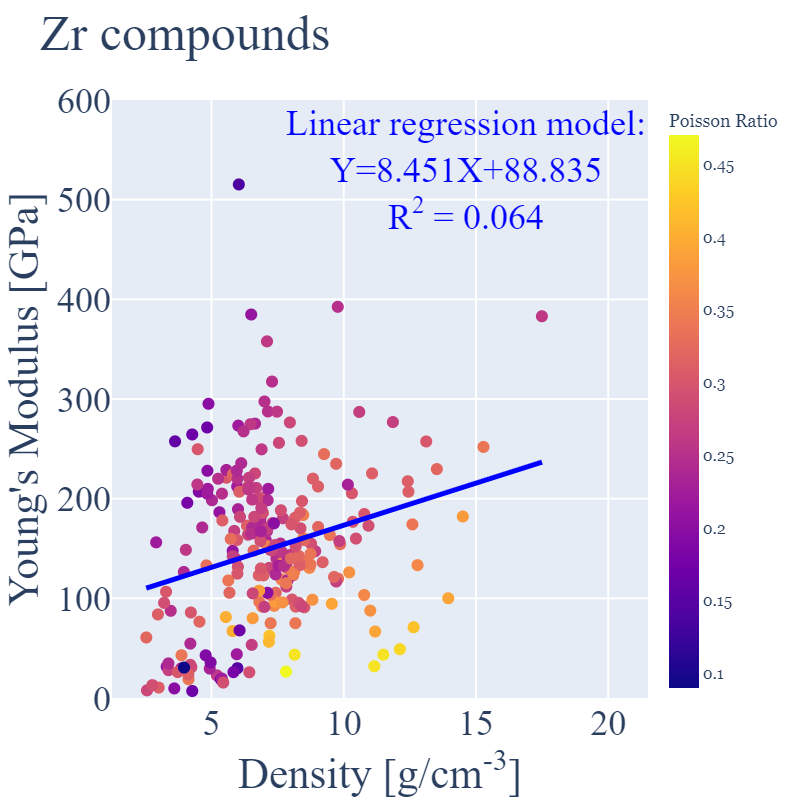 Zr compounds
Linear regression model:
Y=8.451X+88.835
R² = 0.064
Poisson Ratio
0.45
0.4
0.35
0.3
0.25
0.2
0.15
0.1
Young's Modulus [GPa]
600
500
400
300
200
100
0
5
10
15
20
Density [g/cm⁻³]